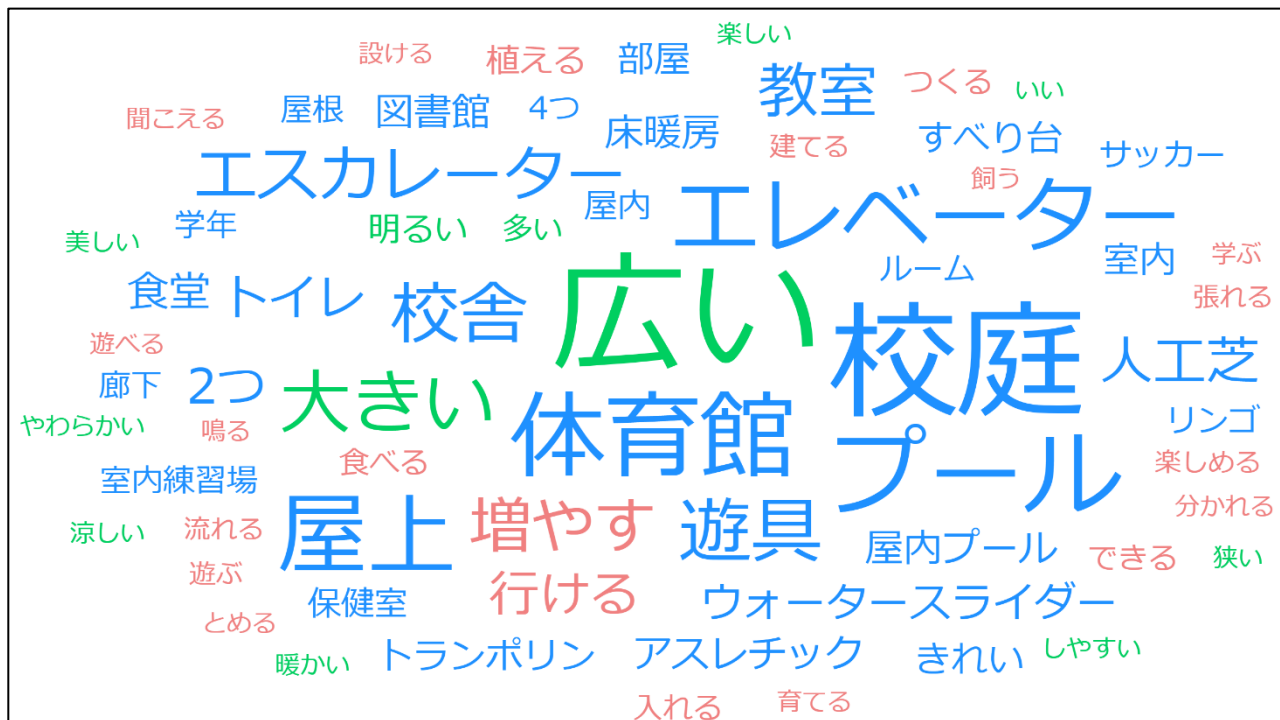 楽しい
設ける
植える
部屋
教室
つくる
いい
聞こえる
屋根
図書館
4つ
床暖房
建てる
すべり台
サッカー
エスカレーター
飼う
エレベーター
学年
明るい
多い
屋内
美しい
食堂
トイレ
校舎
広い
ルーム
室内
学ぶ
張れる
校庭
遊べる
廊下
2つ
大きい
体育館
人工芝
リンゴ
やわらかい
鳴る
食べる
プール
楽しめる
室内練習場
屋上
増やす
遊具
分かれる
涼しい
流れる
屋内プール
できる
狭い
遊ぶ
保健室
行ける
ウォータースライダー
とめる
暖かい
トランポリン
アスレチック
きれい
しやすい
入れる
育てる